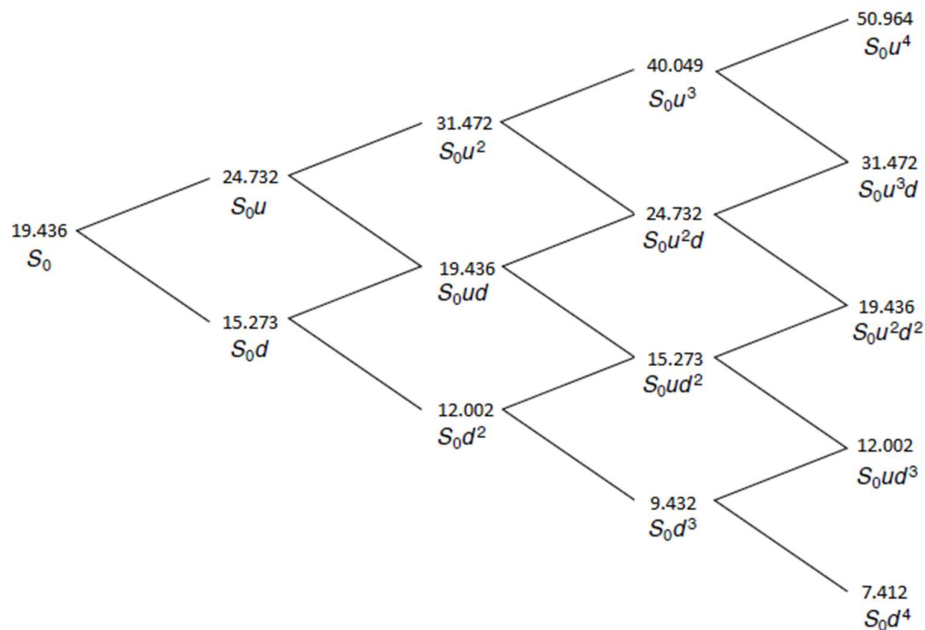 50.964
S₀u⁴
40.049
S₀u³
31.472
S₀u²
31.472
S₀u³d
24.732
S₀u
24.732
S₀u²d
19.436
S₀
19.436
S₀ud
19.436
S₀u²d²
15.273
S₀d
15.273
S₀ud²
12.002
S₀d²
12.002
S₀ud³
9.432
S₀d³
7.412
S₀d⁴